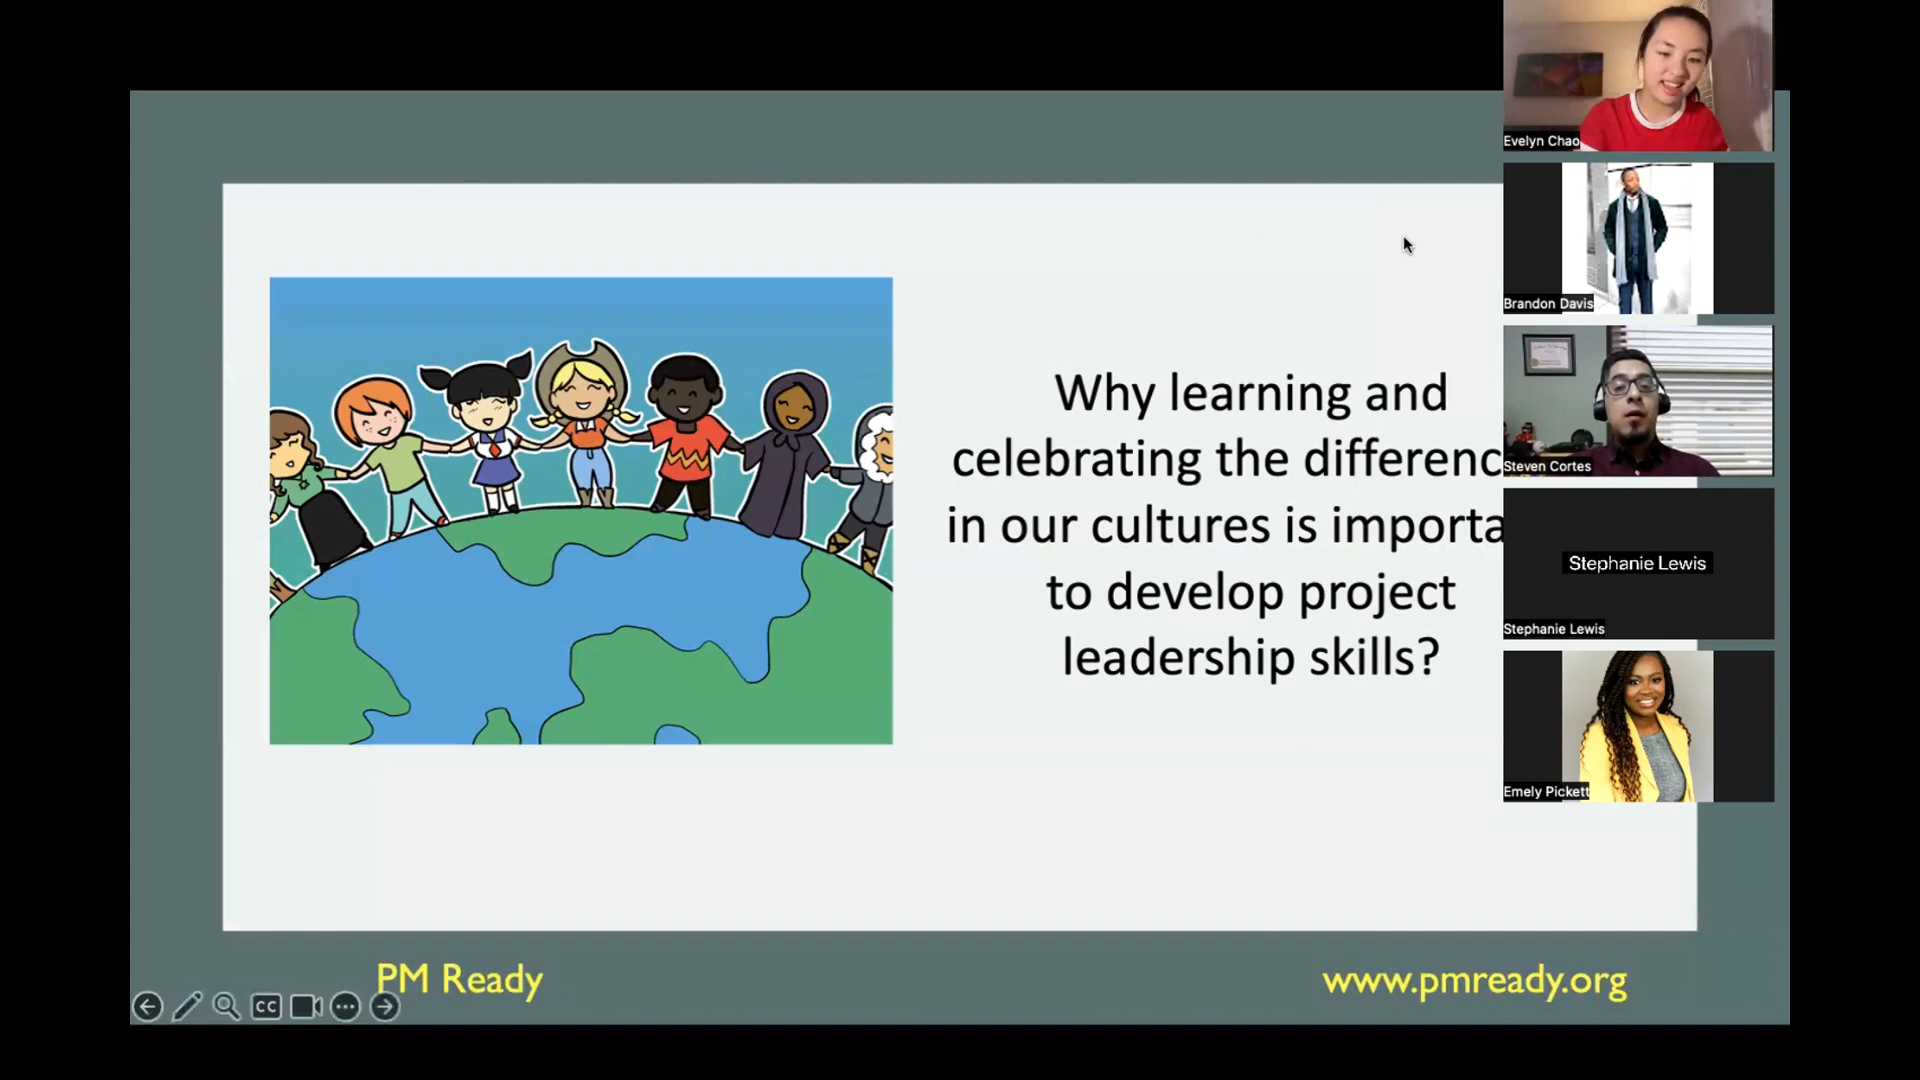 Why learning and
celebrating the differenc
in our cultures is importa
to develop project
leadership skills?
PM Ready
www.pmready.org
CC
Evelyn Chao
Brandon Davis
Steven Cortes
Stephanie Lewis
Stephanie Lewis
Emely Pickett